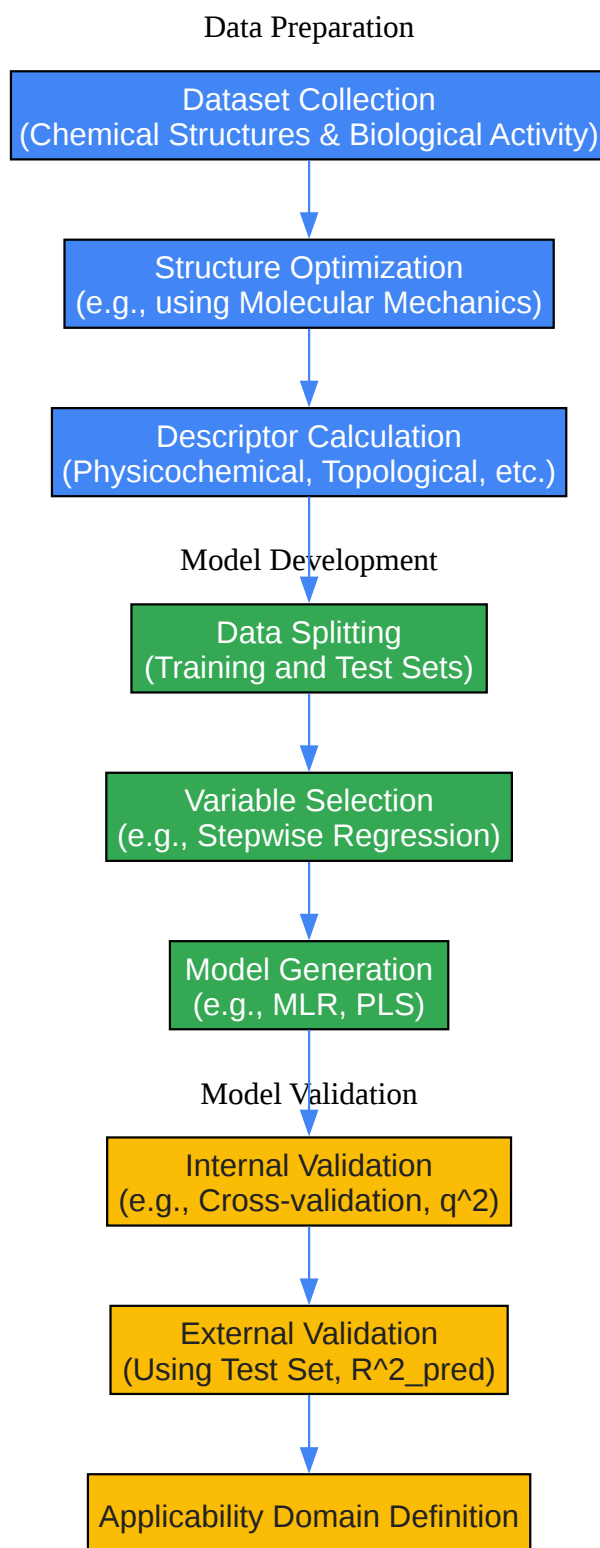 Data Preparation
Dataset Collection
(Chemical Structures & Biological Activity)
Structure Optimization
(e.g., using Molecular Mechanics)
Descriptor Calculation
(Physicochemical, Topological, etc.)
Model Development
Data Splitting
(Training and Test Sets)
Variable Selection
(e.g., Stepwise Regression)
Model Generation
(e.g., MLR, PLS)
Model Validation
Internal Validation
(e.g., Cross-validation, q^2)
External Validation
(Using Test Set, R^2_pred)
Applicability Domain Definition